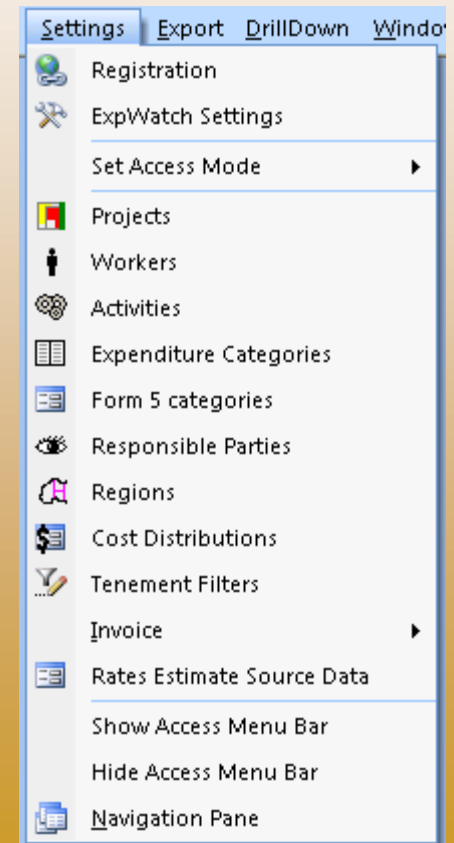 Settings Export DrillDown Windo
Registration
ExpWatch Settings
Set Access Mode
Projects
Workers
Activities
Expenditure Categories
Form 5 categories
Responsible Parties
Regions
Cost Distributions
Tenement Filters
Invoice
Rates Estimate Source Data
Show Access Menu Bar
Hide Access Menu Bar
Navigation Pane